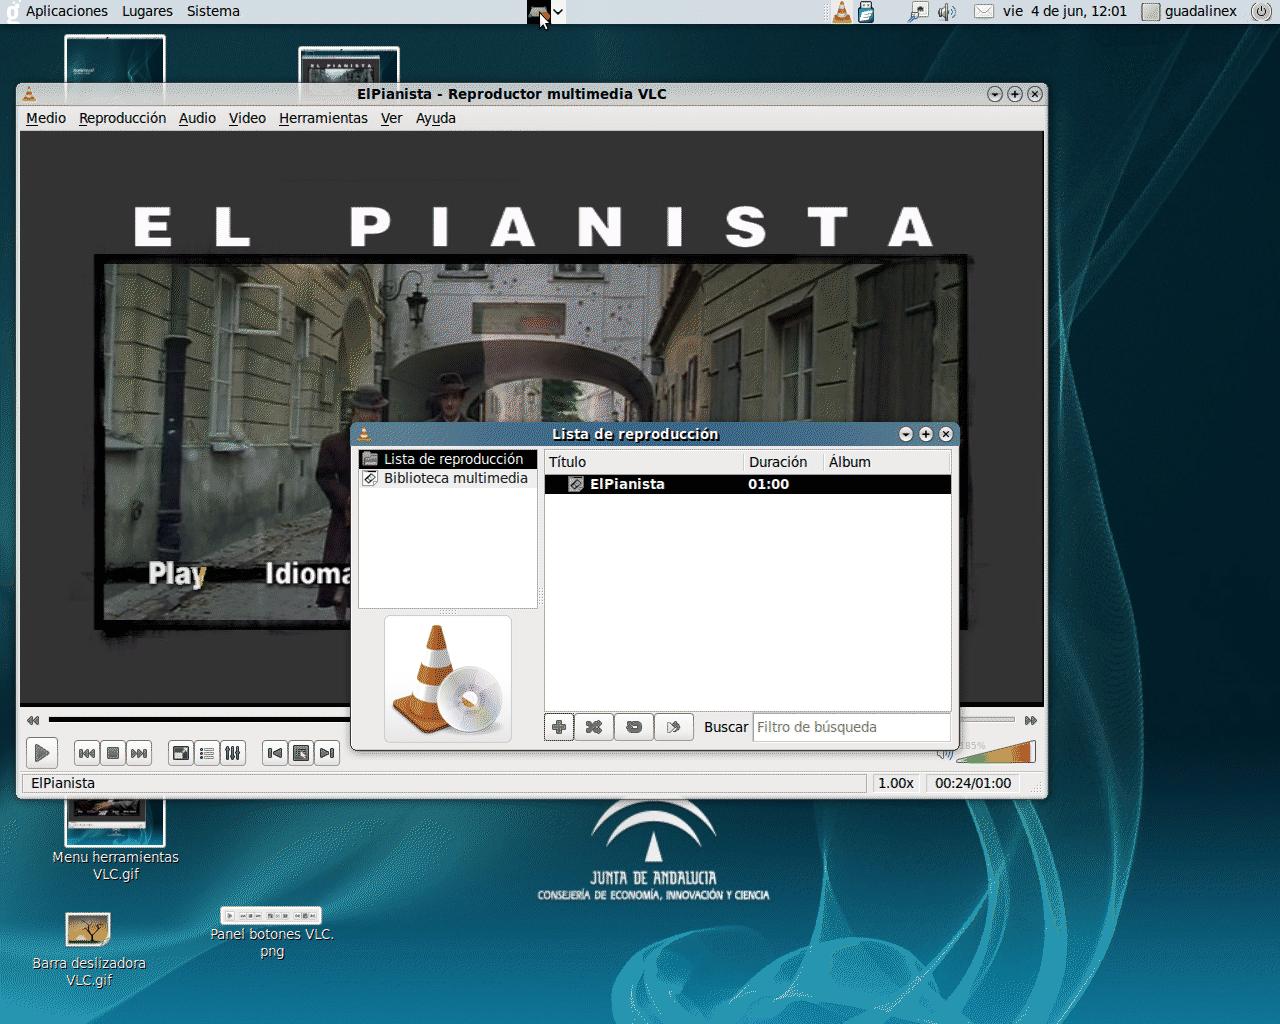 Aplicaciones Lugares Sistema
vie 4 de jun, 12:01 guadalinex
ElPianista - Reproductor multimedia VLC
Medio Reproducción Audio Video Herramientas Ver Ayuda
EL PIANISTA
Play Idioma
Lista de reproducción
Lista de reproducción
Biblioteca multimedia
Título Duración Álbum
ElPianista 01:00
Buscar Filtro de búsqueda
185%
ElPianista 1.00x 00:24/01:00
Menu herramientas
VLC.gif
JUNTA DE ANDALUCIA
CONSEJERÍA DE ECONOMÍA, INNOVACIÓN Y CIENCIA
Panel botones VLC.
png
Barra deslizadora
VLC.gif